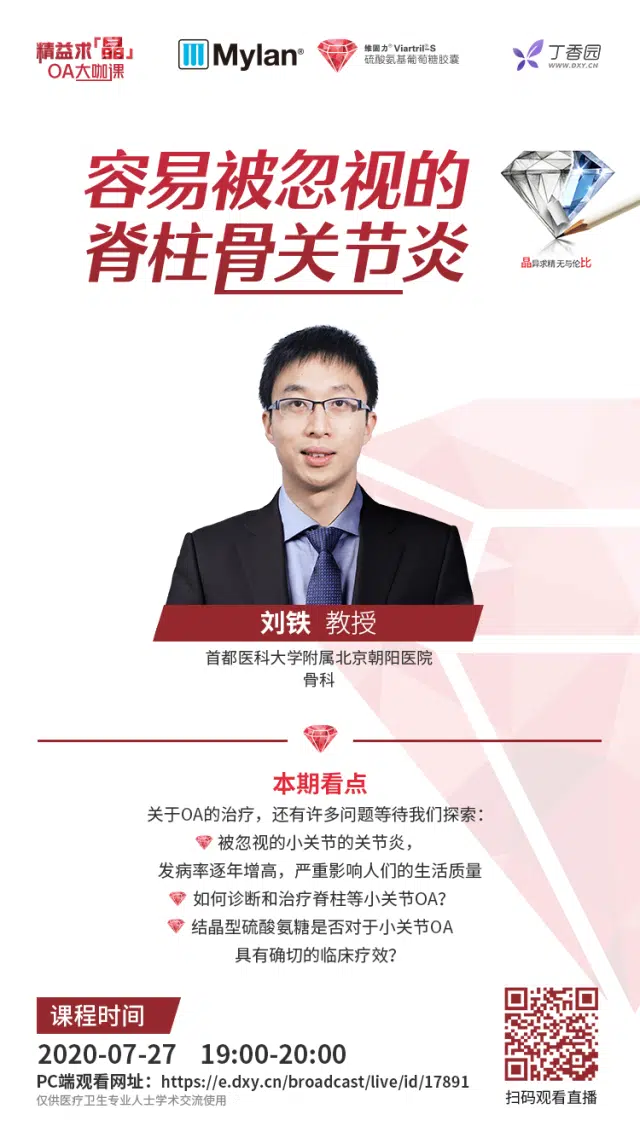 精益求「晶」
OA大咖课
Mylan®
维固力® Viartril®-S
硫酸氨基葡萄糖胶囊
丁香园
WWW.DXY.CN
容易被忽视的
脊柱骨关节炎
晶异求精 无与伦比
刘铁 教授
首都医科大学附属北京朝阳医院
骨科
本期看点
关于OA的治疗，还有许多问题等待我们探索：
被忽视的小关节的关节炎，
发病率逐年增高，严重影响人们的生活质量
如何诊断和治疗脊柱等小关节OA？
结晶型硫酸氨糖是否对于小关节OA
具有确切的临床疗效？
课程时间
2020-07-27 19:00-20:00
PC端观看网址：https://e.dxy.cn/broadcast/live/id/17891
仅供医疗卫生专业人士学术交流使用
扫码观看直播